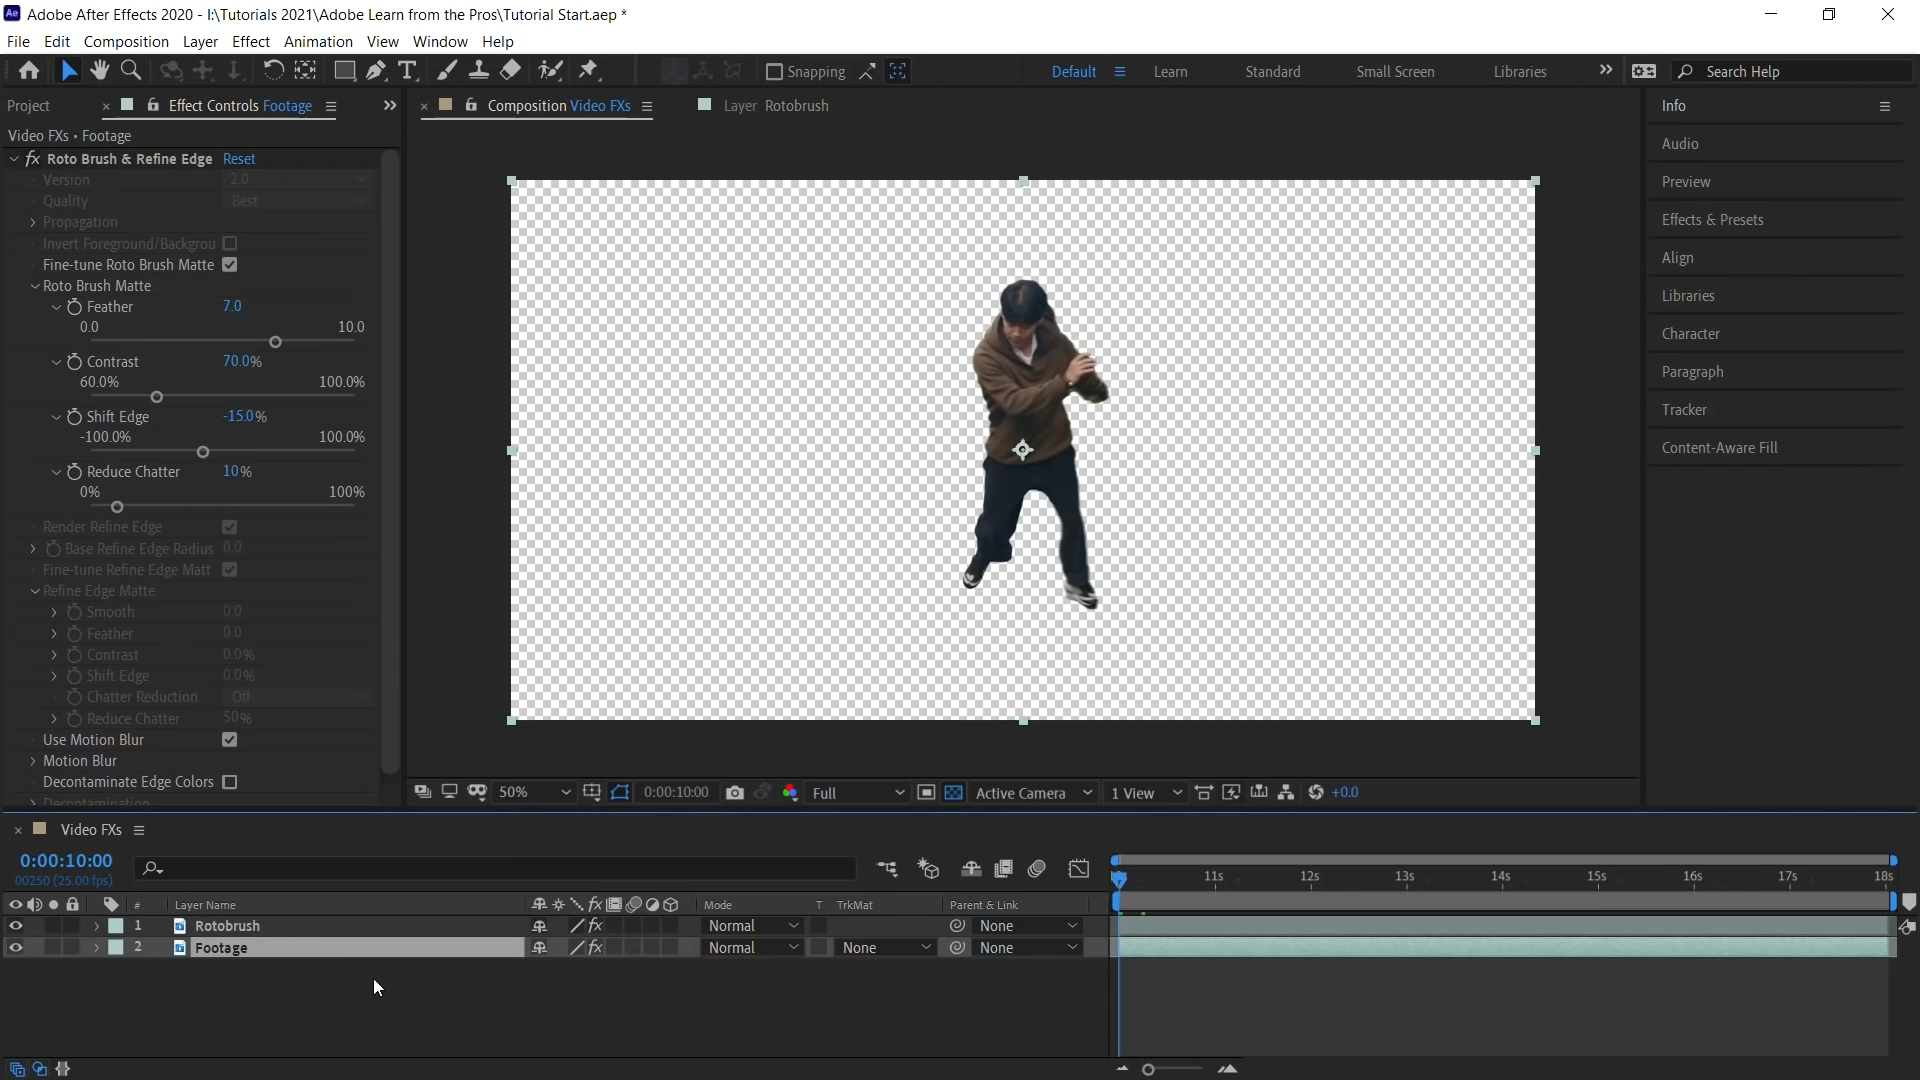 Ae Adobe After Effects 2020 - I:\Tutorials 2021\Adobe Learn from the Pros\Tutorial Start.aep *
File Edit Composition Layer Effect Animation View Window Help
Snapping Default Learn Standard Small Screen Libraries Search Help
Project Effect Controls Footage Composition Video FXs Layer Rotobrush Info
Video FXs • Footage
fx Roto Brush & Refine Edge Reset
Version 2.0
Quality Best
Propagation
Invert Foreground/Backgrou
Fine-tune Roto Brush Matte
Roto Brush Matte
Feather 7.0
0.0 10.0
Contrast 70.0%
60.0% 100.0%
Shift Edge -15.0%
-100.0% 100.0%
Reduce Chatter 10%
0% 100%
Render Refine Edge
Base Refine Edge Radius 0.0
Fine-tune Refine Edge Matt
Refine Edge Matte
Smooth 0.0
Feather 0.0
Contrast 0.0%
Shift Edge 0.0%
Chatter Reduction Off
Reduce Chatter 50%
Use Motion Blur
Motion Blur
Decontaminate Edge Colors
Decontamination
Audio
Preview
Effects & Presets
Align
Libraries
Character
Paragraph
Tracker
Content-Aware Fill
50% 0:00:10:00 Full Active Camera 1 View +0.0
Video FXs
0:00:10:00
00250 (25.00 fps)
11s 12s 13s 14s 15s 16s 17s 18s
# Layer Name fx Mode T TrkMat Parent & Link
1 Rotobrush fx Normal None
2 Footage fx Normal None None